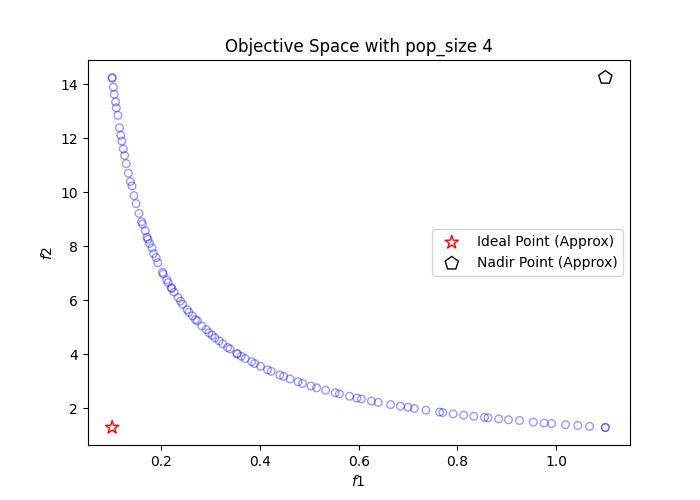 Objective Space with pop_size 4
14
12
10
8
6
4
2
f2
Ideal Point (Approx)
Nadir Point (Approx)
0.2 0.4 0.6 0.8 1.0
f1